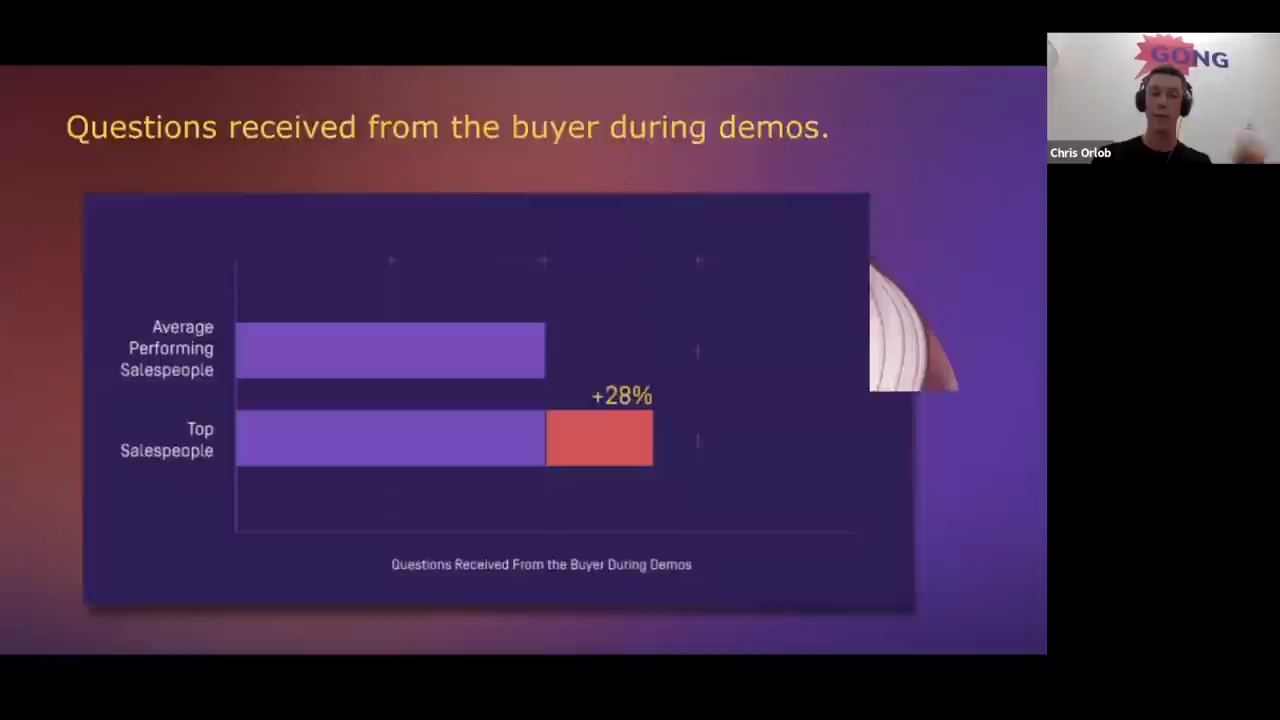 Questions received from the buyer during demos.
GONG
Chris Orlob
Average
Performing
Salespeople
+28%
Top
Salespeople
Questions Received From the Buyer During Demos